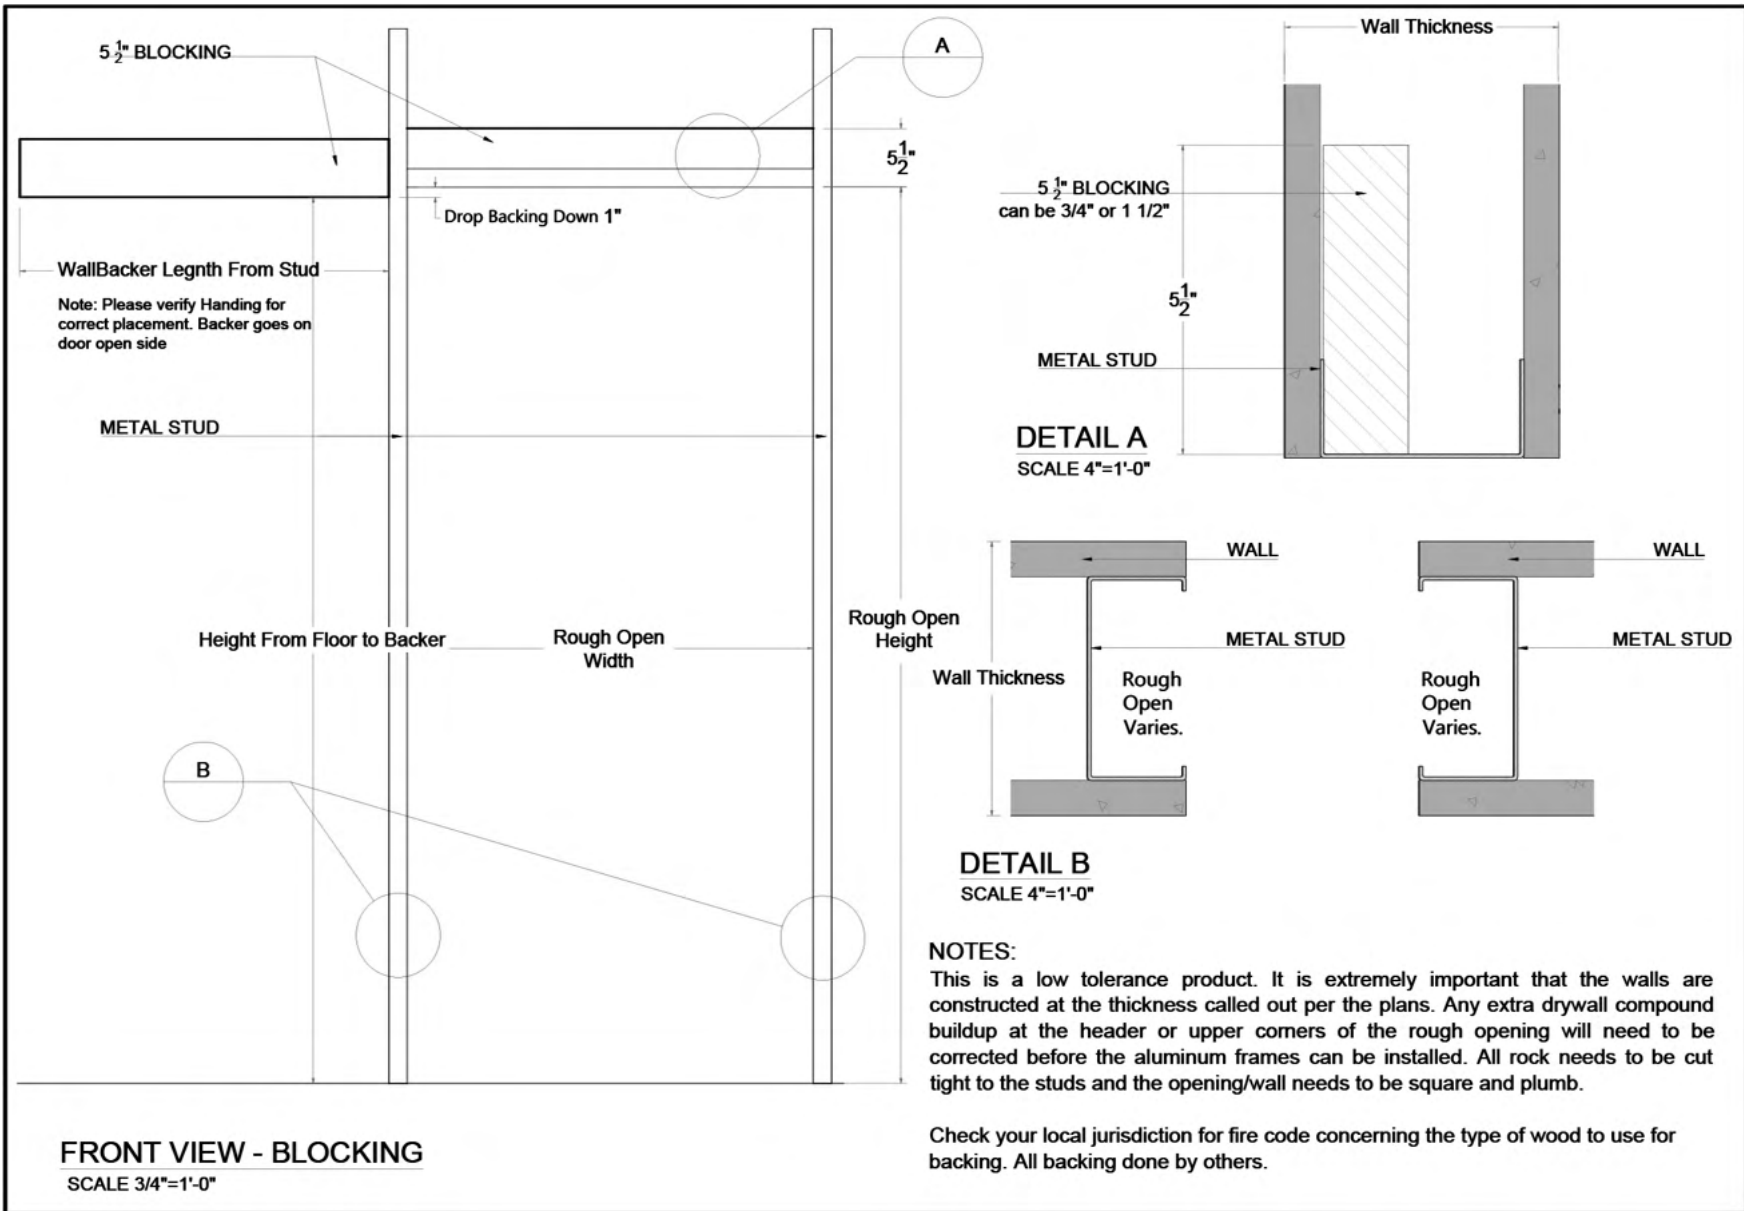 5 1/2" BLOCKING
A
5 1/2"
Drop Backing Down 1"
WallBacker Legnth From Stud
Note: Please verify Handing for
correct placement. Backer goes on
door open side
METAL STUD
Height From Floor to Backer
Rough Open
Width
Rough Open
Height
B
FRONT VIEW - BLOCKING
SCALE 3/4"=1'-0"
Wall Thickness
5 1/2" BLOCKING
can be 3/4" or 1 1/2"
5 1/2"
METAL STUD
DETAIL A
SCALE 4"=1'-0"
WALL
WALL
METAL STUD
METAL STUD
Wall Thickness
Rough
Open
Varies.
Rough
Open
Varies.
DETAIL B
SCALE 4"=1'-0"
NOTES:
This is a low tolerance product. It is extremely important that the walls are
constructed at the thickness called out per the plans. Any extra drywall compound
buildup at the header or upper corners of the rough opening will need to be
corrected before the aluminum frames can be installed. All rock needs to be cut
tight to the studs and the opening/wall needs to be square and plumb.
Check your local jurisdiction for fire code concerning the type of wood to use for
backing. All backing done by others.